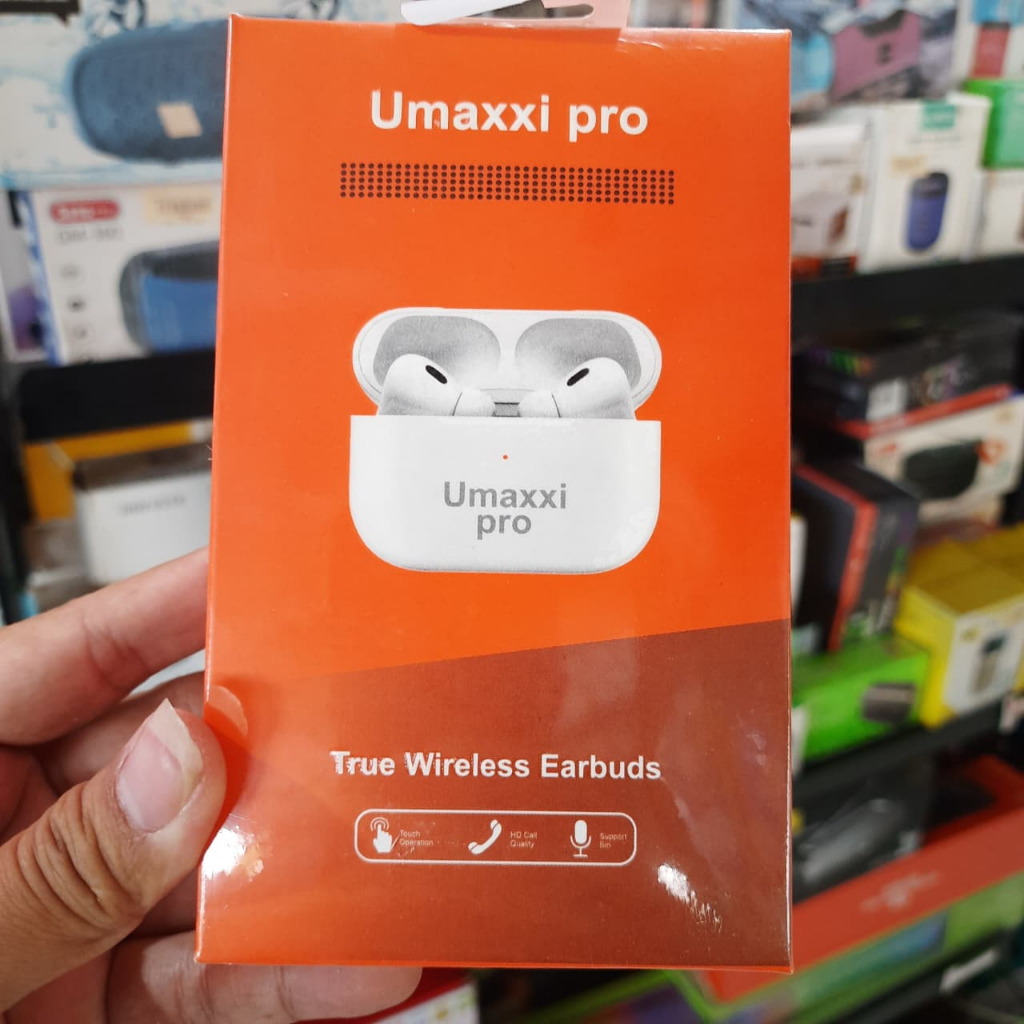 Umaxxi pro
Umaxxi
pro
True Wireless Earbuds
Touch
Operation
HD Call
Quality
Support
Siri